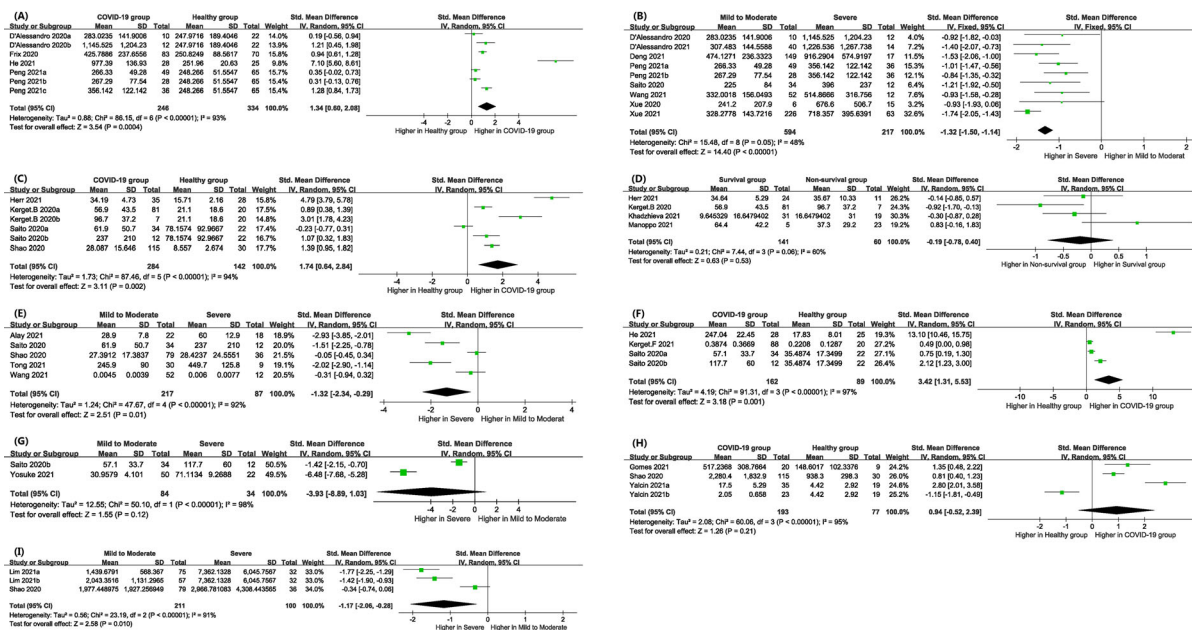 (A)
COVID-19 group Healthy group Std. Mean Difference Std. Mean Difference
Study or Subgroup Mean SD Total Mean SD Total Weight IV, Random, 95% CI IV, Random, 95% CI
D'Alessandro 2020a 283.0235 141.9006 10 247.9716 189.4046 22 14.2% 0.19 [-0.56, 0.94]
D'Alessandro 2020b 1,145.525 1,204.23 12 247.9716 189.4046 22 1.21 [0.45, 1.98]
Frix 2020 425.7886 237.6556 83 250.8249 88.5617 70 0.94 [0.61, 1.28]
He 2021 977.39 136.93 28 251.96 20.63 25 7.10 [5.60, 8.61]
Peng 2021a 266.33 49.28 49 248.266 51.5547 65 0.35 [-0.02, 0.73]
Peng 2021b 267.29 77.54 28 248.266 51.5547 65 0.31 [-0.13, 0.76]
Peng 2021c 356.142 122.142 36 248.266 51.5547 65 1.28 [0.84, 1.73]
Total (95% CI) 246 334 100.0% 1.34 [0.60, 2.08]
Heterogeneity: Tau² = 0.88; Chi² = 86.15, df = 6 (P < 0.00001); I² = 93%
Test for overall effect: Z = 3.54 (P = 0.0004)
-10 -5 0 5 10
Higher in Healthy group Higher in COVID-19 group
(B)
Mild to Moderate Severe Std. Mean Difference Std. Mean Difference
Study or Subgroup Mean SD Total Mean SD Total Weight IV, Fixed, 95% CI IV, Fixed, 95% CI
D'Alessandro 2020 283.0235 141.9006 10 1,145.525 1,204.23 12 4.0% -0.92 [-1.82, -0.03]
D'Alessandro 2021 307.483 144.5588 40 1,226.536 1,267.738 14 -1.40 [-2.07, -0.73]
Deng 2021 474.1271 236.3323 149 916.2904 574.9197 17 -1.53 [-2.06, -1.00]
Peng 2021a 266.33 49.28 49 356.142 122.142 36 -1.01 [-1.47, -0.56]
Peng 2021b 267.29 77.54 28 356.142 122.142 36 -0.84 [-1.35, -0.32]
Saito 2020 225 84 34 396 237 12 -1.21 [-1.92, -0.50]
Wang 2021 332.0018 156.0493 52 514.8666 316.756 12 -0.93 [-1.58, -0.28]
Xue 2020 241.2 207.9 6 676.6 506.7 15 -0.93 [-1.93, 0.06]
Xue 2021 328.2778 143.7216 226 718.357 395.6391 63 -1.74 [-2.05, -1.43]
Total (95% CI) 594 217 100.0% -1.32 [-1.50, -1.14]
Heterogeneity: Chi² = 15.48, df = 8 (P = 0.05); I² = 48%
Test for overall effect: Z = 14.40 (P < 0.00001)
-2 -1 0 1 2
Higher in Severe Higher in Mild to Moderat
(C)
COVID-19 group Healthy group Std. Mean Difference Std. Mean Difference
Study or Subgroup Mean SD Total Mean SD Total Weight IV, Random, 95% CI IV, Random, 95% CI
Herr 2021 34.19 4.73 35 15.71 2.16 28 15.8% 4.79 [3.79, 5.78]
Kerget.B 2020a 56.9 43.5 81 21.1 18.6 20 0.89 [0.38, 1.39]
Kerget.B 2020b 96.7 37.2 7 21.1 18.6 20 14.0% 3.01 [1.78, 4.23]
Saito 2020a 61.9 50.7 34 78.1574 92.9667 22 -0.23 [-0.77, 0.31]
Saito 2020b 237 210 12 78.1574 92.9667 22 1.07 [0.32, 1.83]
Shao 2020 28.087 15.646 115 8.557 2.674 30 1.39 [0.95, 1.82]
Total (95% CI) 284 142 100.0% 1.74 [0.64, 2.84]
Heterogeneity: Tau² = 1.73; Chi² = 87.46, df = 5 (P < 0.00001); I² = 94%
Test for overall effect: Z = 3.11 (P = 0.002)
-4 -2 0 2 4
Higher in Healthy group Higher in COVID-19 group
(D)
Survival group Non-survival group Std. Mean Difference Std. Mean Difference
Study or Subgroup Mean SD Total Mean SD Total Weight IV, Random, 95% CI IV, Random, 95% CI
Herr 2021 34.64 5.29 24 35.67 10.33 11 -0.14 [-0.85, 0.57]
Kerget.B 2020 56.9 43.5 81 96.7 37.2 7 -0.92 [-1.70, -0.13]
Khadzhieva 2021 9.645329 16.6479402 31 16.6479402 31 19 -0.30 [-0.87, 0.28]
Manoppo 2021 64.4 42.2 5 37.3 29.2 23 0.83 [-0.16, 1.83]
Total (95% CI) 141 60 100.0% -0.19 [-0.78, 0.40]
Heterogeneity: Tau² = 0.21; Chi² = 7.44, df = 3 (P = 0.06); I² = 60%
Test for overall effect: Z = 0.63 (P = 0.53)
-1 0 1
Higher in Non-survival group Higher in Survival group
(E)
Mild to Moderate Severe Std. Mean Difference Std. Mean Difference
Study or Subgroup Mean SD Total Mean SD Total Weight IV, Random, 95% CI IV, Random, 95% CI
Alay 2021 28.9 7.8 22 60 12.9 18 18.9% -2.93 [-3.85, -2.01]
Saito 2020 61.9 50.7 34 237 210 12 -1.51 [-2.25, -0.78]
Shao 2020 27.3912 17.3837 79 28.4237 24.5551 36 -0.05 [-0.45, 0.34]
Tong 2021 245.9 90 30 449.7 125.8 9 -2.02 [-2.90, -1.14]
Wang 2021 0.0045 0.0039 52 0.006 0.0077 12 -0.31 [-0.94, 0.32]
Total (95% CI) 217 87 100.0% -1.32 [-2.34, -0.29]
Heterogeneity: Tau² = 1.24; Chi² = 47.67, df = 4 (P < 0.00001); I² = 92%
Test for overall effect: Z = 2.51 (P = 0.01)
-4 -2 0 2 4
Higher in Severe Higher in Mild to Moderat
(F)
COVID-19 group Healthy group Std. Mean Difference Std. Mean Difference
Study or Subgroup Mean SD Total Mean SD Total Weight IV, Random, 95% CI IV, Random, 95% CI
He 2021 247.04 22.45 28 17.83 8.01 25 19.3% 13.10 [10.46, 15.75]
Kerget.F 2021 0.3874 0.3669 88 0.2208 0.1287 20 0.49 [0.00, 0.98]
Saito 2020a 57.1 33.7 34 35.4874 17.3499 22 0.75 [0.19, 1.30]
Saito 2020b 117.7 60 12 35.4874 17.3499 22 2.12 [1.23, 3.00]
Total (95% CI) 162 89 100.0% 3.42 [1.31, 5.53]
Heterogeneity: Tau² = 4.19; Chi² = 91.31, df = 3 (P < 0.00001); I² = 97%
Test for overall effect: Z = 3.18 (P = 0.001)
-10 -5 0 5 10
Higher in Healthy group Higher in COVID-19 group
(G)
Mild to Moderate Severe Std. Mean Difference Std. Mean Difference
Study or Subgroup Mean SD Total Mean SD Total Weight IV, Random, 95% CI IV, Random, 95% CI
Saito 2020b 57.1 33.7 34 117.7 60 12 50.5% -1.42 [-2.15, -0.70]
Yosuke 2021 30.9579 4.101 50 71.1134 9.2688 22 49.5% -6.48 [-7.68, -5.28]
Total (95% CI) 84 34 100.0% -3.93 [-8.89, 1.03]
Heterogeneity: Tau² = 12.55; Chi² = 50.10, df = 1 (P < 0.00001); I² = 98%
Test for overall effect: Z = 1.55 (P = 0.12)
-4 -2 0 2 4
Higher in Severe Higher in Mild to Moderate
(H)
COVID-19 group Healthy group Std. Mean Difference Std. Mean Difference
Study or Subgroup Mean SD Total Mean SD Total Weight IV, Random, 95% CI IV, Random, 95% CI
Gomes 2021 517.2368 308.7664 20 148.6017 102.3376 9 24.2% 1.35 [0.48, 2.22]
Shao 2020 2,280.4 1,832.9 115 938.3 298.3 30 0.81 [0.40, 1.23]
Yalcin 2021a 17.5 5.29 35 4.42 2.92 19 2.80 [2.01, 3.58]
Yalcin 2021b 2.05 0.658 23 4.42 2.92 19 -1.15 [-1.81, -0.49]
Total (95% CI) 193 77 100.0% 0.94 [-0.52, 2.39]
Heterogeneity: Tau² = 2.08; Chi² = 60.06, df = 3 (P < 0.00001); I² = 95%
Test for overall effect: Z = 1.26 (P = 0.21)
-2 0 2
Higher in Healthy group Higher in COVID-19 group
(I)
Mild to Moderate Severe Std. Mean Difference Std. Mean Difference
Study or Subgroup Mean SD Total Mean SD Total Weight IV, Random, 95% CI IV, Random, 95% CI
Lim 2021a 1,439.6791 568.367 75 7,362.1328 6,045.7567 32 33.0% -1.77 [-2.25, -1.29]
Lim 2021b 2,043.3516 1,131.2965 57 7,362.1328 6,045.7567 32 -1.42 [-1.90, -0.93]
Shao 2020 1,977.448975 1,927.256949 79 2,966.781083 4,308.443565 36 -0.34 [-0.74, 0.06]
Total (95% CI) 211 100 100.0% -1.17 [-2.06, -0.28]
Heterogeneity: Tau² = 0.56; Chi² = 23.19, df = 2 (P < 0.00001); I² = 91%
Test for overall effect: Z = 2.58 (P = 0.010)
-2 -1 0 1 2
Higher in Severe Higher in Mild to Moderate